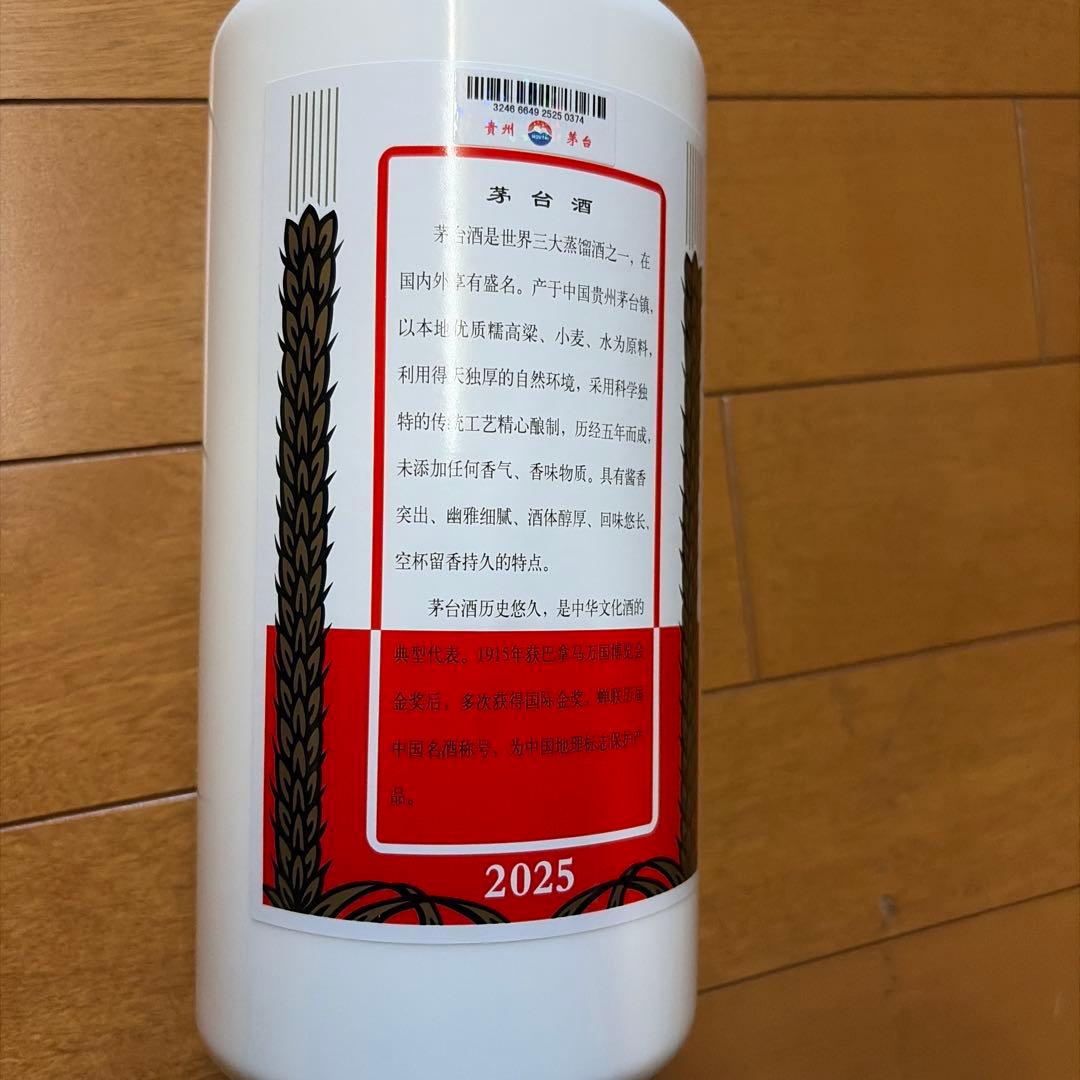 3246 6649 2525 0374
貴州 MOUTAI 茅台
茅台酒
茅台酒是世界三大蒸馏酒之一，在
国内外享有盛名。产于中国贵州茅台镇，
以本地优质糯高粱、小麦、水为原料，
利用得天独厚的自然环境，采用科学独
特的传统工艺精心酿制，历经五年而成，
未添加任何香气、香味物质。具有酱香
突出、幽雅细腻、酒体醇厚、回味悠长、
空杯留香持久的特点。
茅台酒历史悠久，是中华文化酒的
典型代表。1915年获巴拿马万国博览会
金奖后，多次获得国际金奖，蝉联历届
中国名酒称号，为中国地理标志保护产
品。
2025